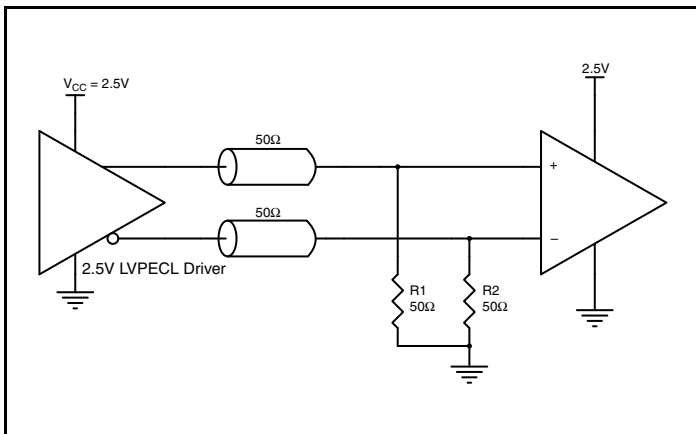 V_CC = 2.5V
2.5V
50Ω
+
50Ω
–
2.5V LVPECL Driver
R1
50Ω
R2
50Ω